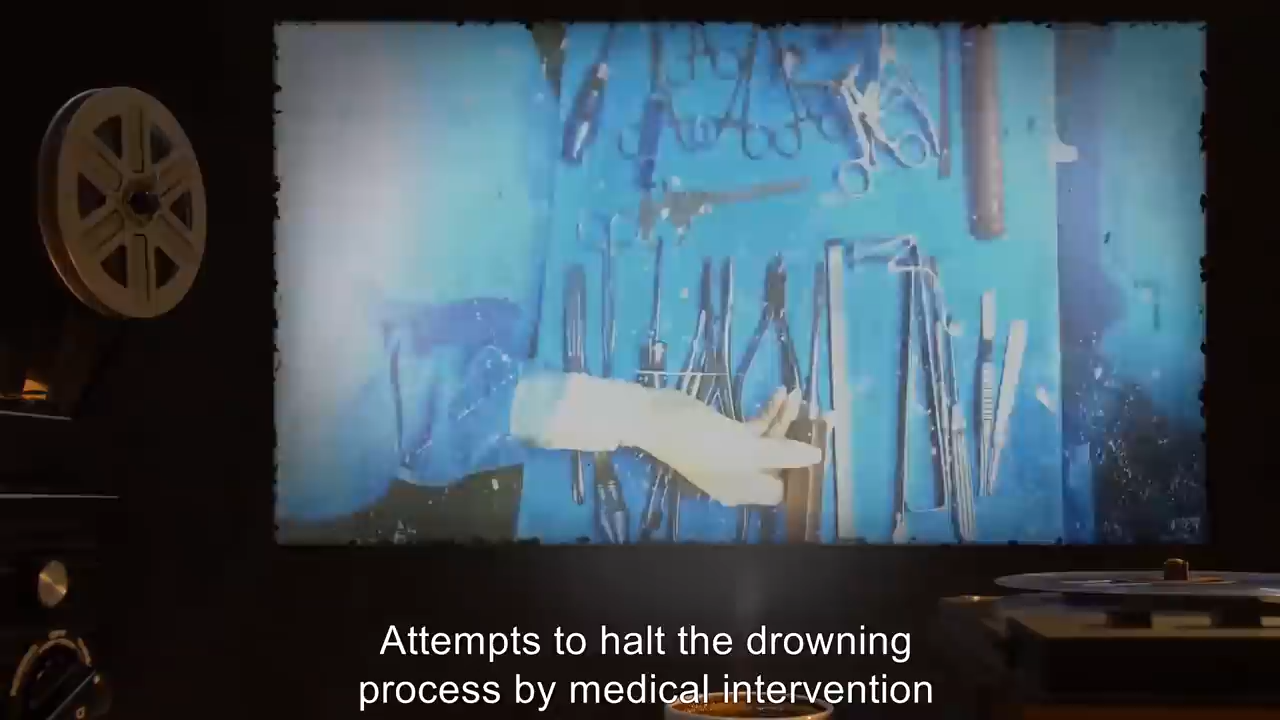 Attempts to halt the drowning
process by medical intervention